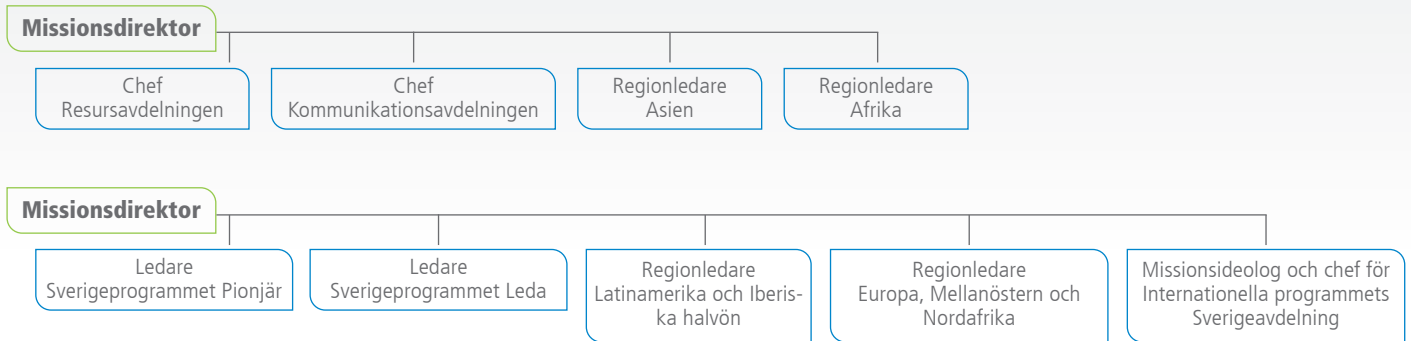 Missionsdirektor
Chef
Resursavdelningen
Chef
Kommunikationsavdelningen
Regionledare
Asien
Regionledare
Afrika
Missionsdirektor
Ledare
Sverigeprogrammet Pionjär
Ledare
Sverigeprogrammet Leda
Regionledare
Latinamerika och Iberis-
ka halvön
Regionledare
Europa, Mellanöstern och
Nordafrika
Missionsideolog och chef för
Internationella programmets
Sverigeavdelning